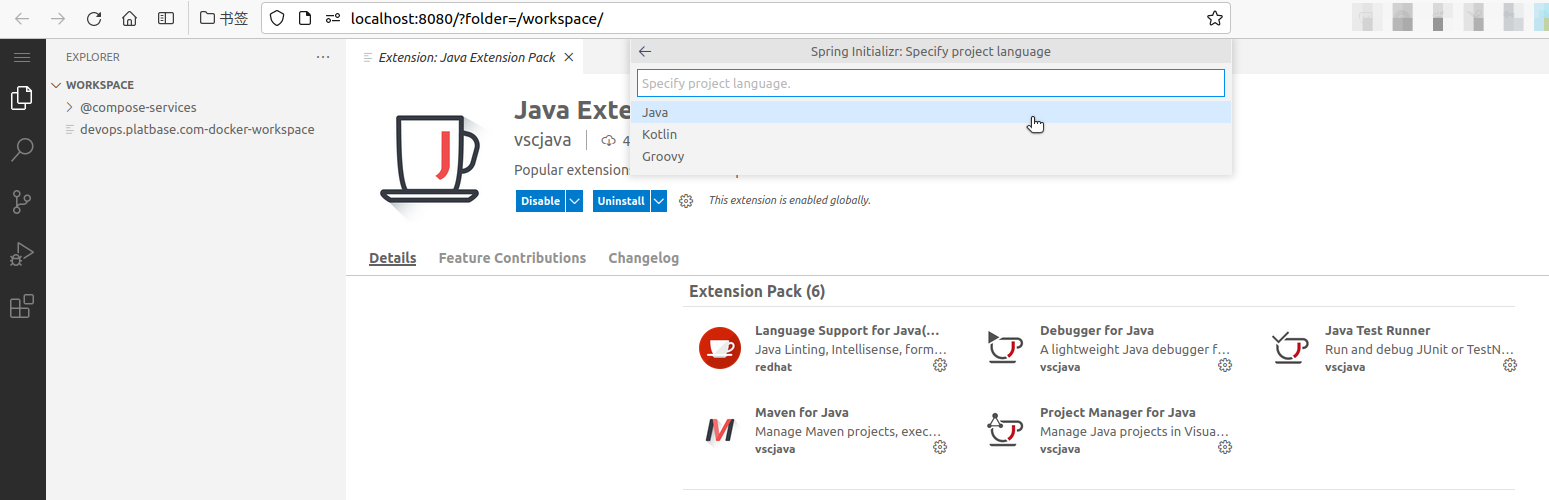 书签
localhost:8080/?folder=/workspace/
EXPLORER
Extension: Java Extension Pack
Spring Initializr: Specify project language
Specify project language.
Java
Kotlin
Groovy
WORKSPACE
@compose-services
devops.platbase.com-docker-workspace
Java Exte
vscjava
4
Popular extension
Disable
Uninstall
This extension is enabled globally.
Details
Feature Contributions
Changelog
Extension Pack (6)
Language Support for Java(...
Java Linting, Intellisense, form...
redhat
Debugger for Java
A lightweight Java debugger f...
vscjava
Java Test Runner
Run and debug JUnit or TestN...
vscjava
Maven for Java
Manage Maven projects, exec...
vscjava
Project Manager for Java
Manage Java projects in Visua...
vscjava